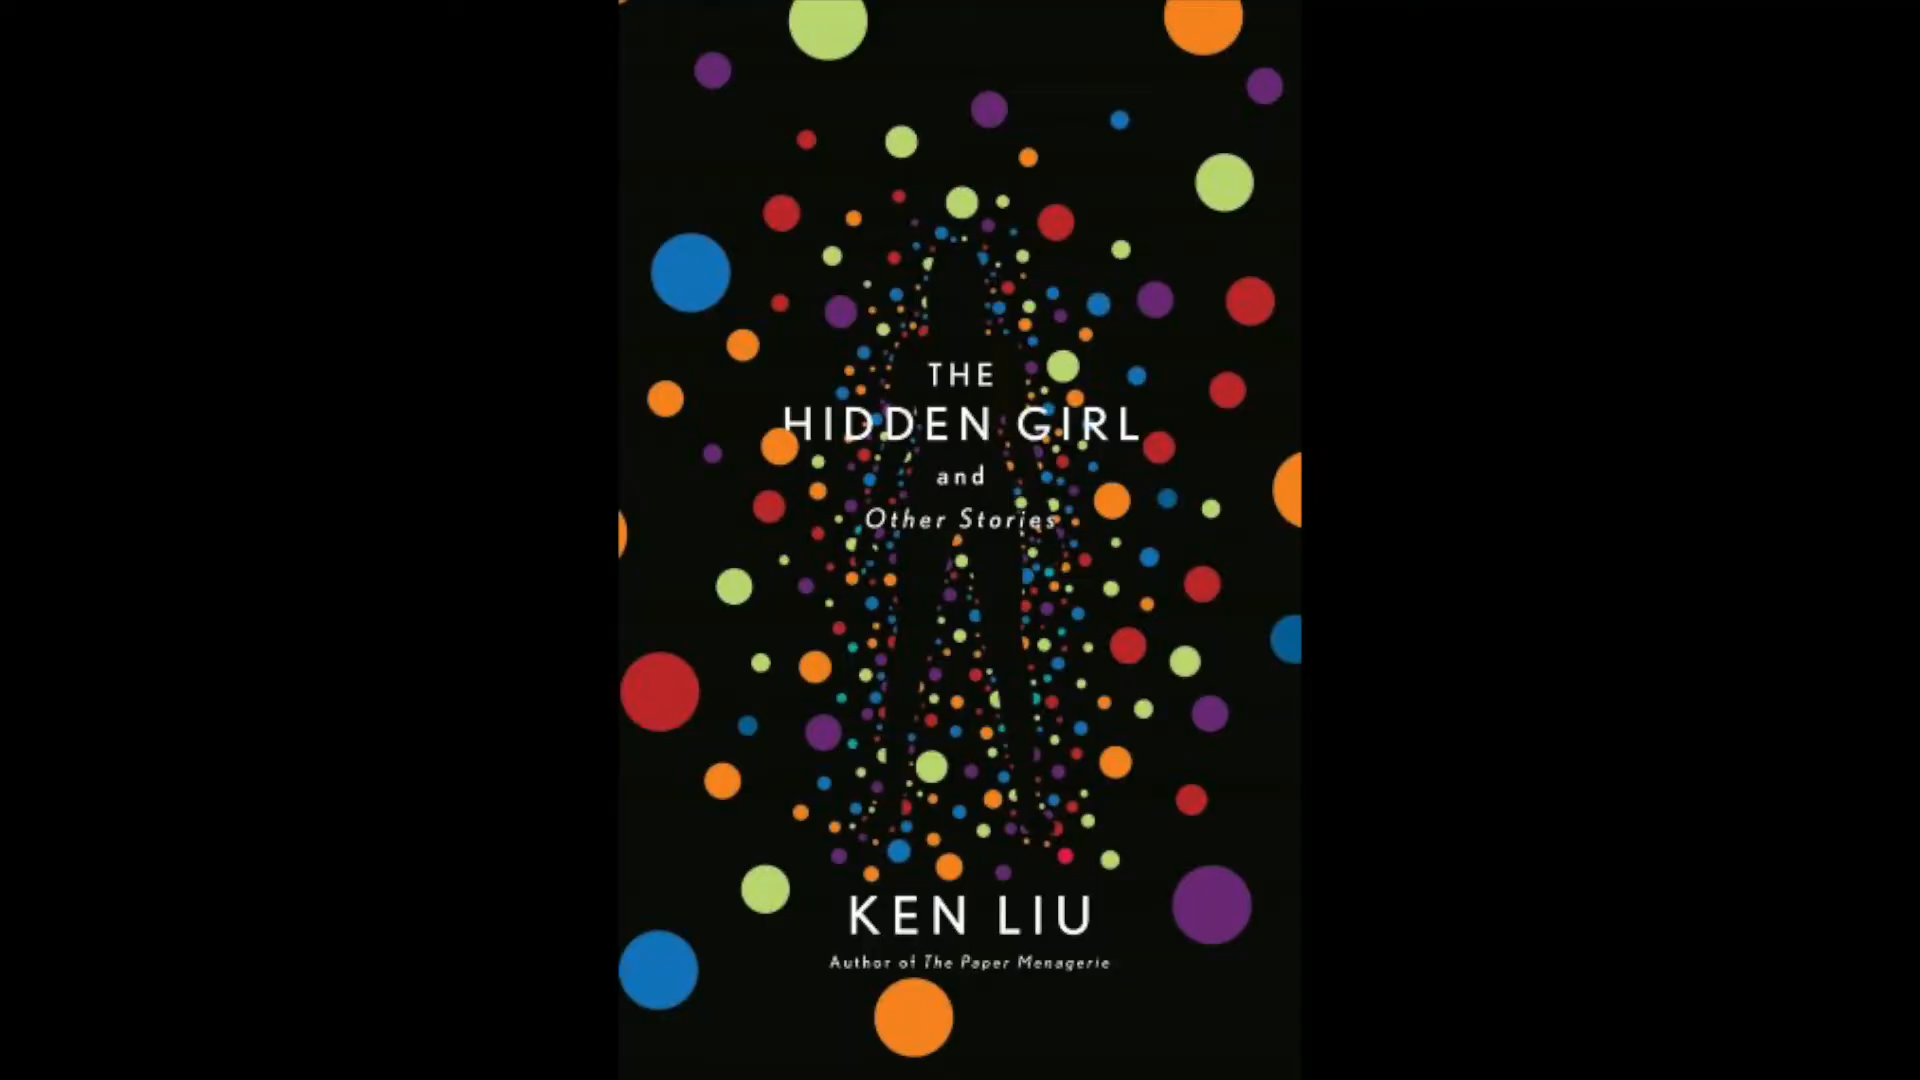 THE
HIDDEN GIRL
and
Other Stories
KEN LIU
Author of The Paper Menagerie